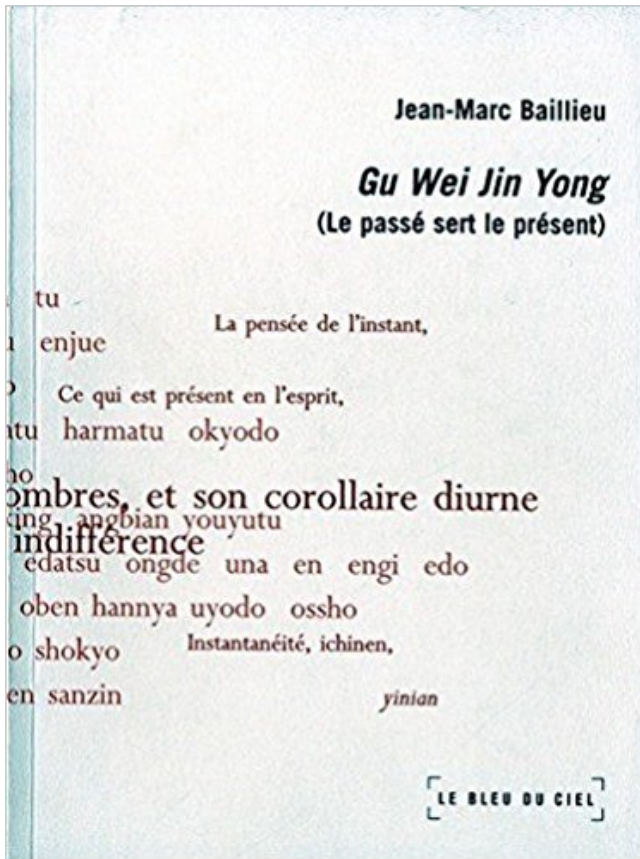 Jean-Marc Baillieu
Gu Wei Jin Yong
(Le passé sert le présent)
tu
La pensée de l'instant,
enjue
Ce qui est présent en l'esprit,
harmatu okyodo
ombres, et son corollaire diurne
angbian youyutu
indifférence
edatsu ongde una en engi edo
oben hannya uyodo ossho
o shokyo
Instantanéité, ichinen,
en sanzin
yinian
LE BLEU DU CIEL